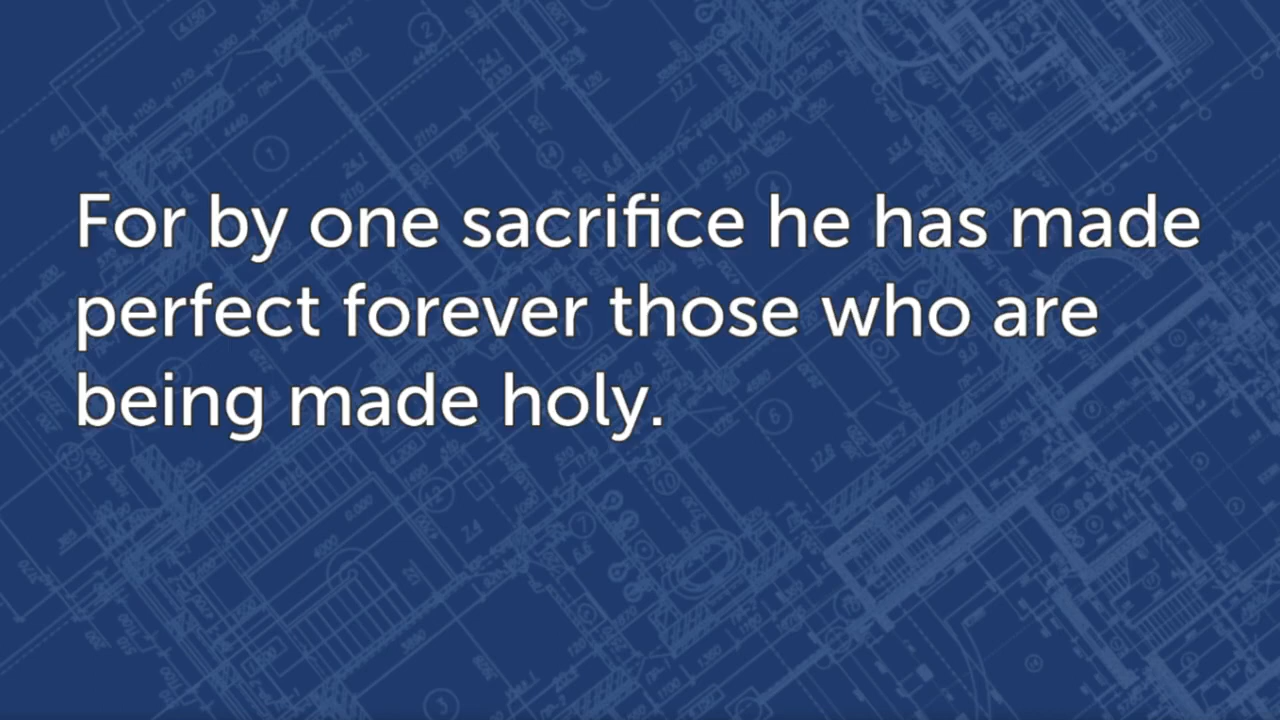 For by one sacrifice he has made
perfect forever those who are
being made holy.